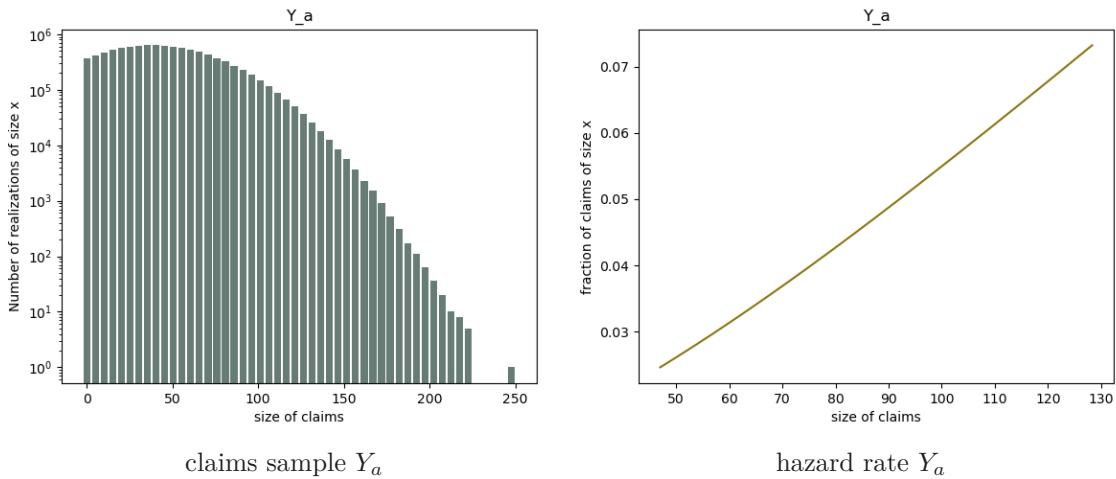 Y_a
Number of realizations of size x
10^6
10^5
10^4
10^3
10^2
10^1
10^0
0 50 100 150 200 250
size of claims
claims sample Y_a
Y_a
fraction of claims of size x
0.07
0.06
0.05
0.04
0.03
50 60 70 80 90 100 110 120 130
size of claims
hazard rate Y_a